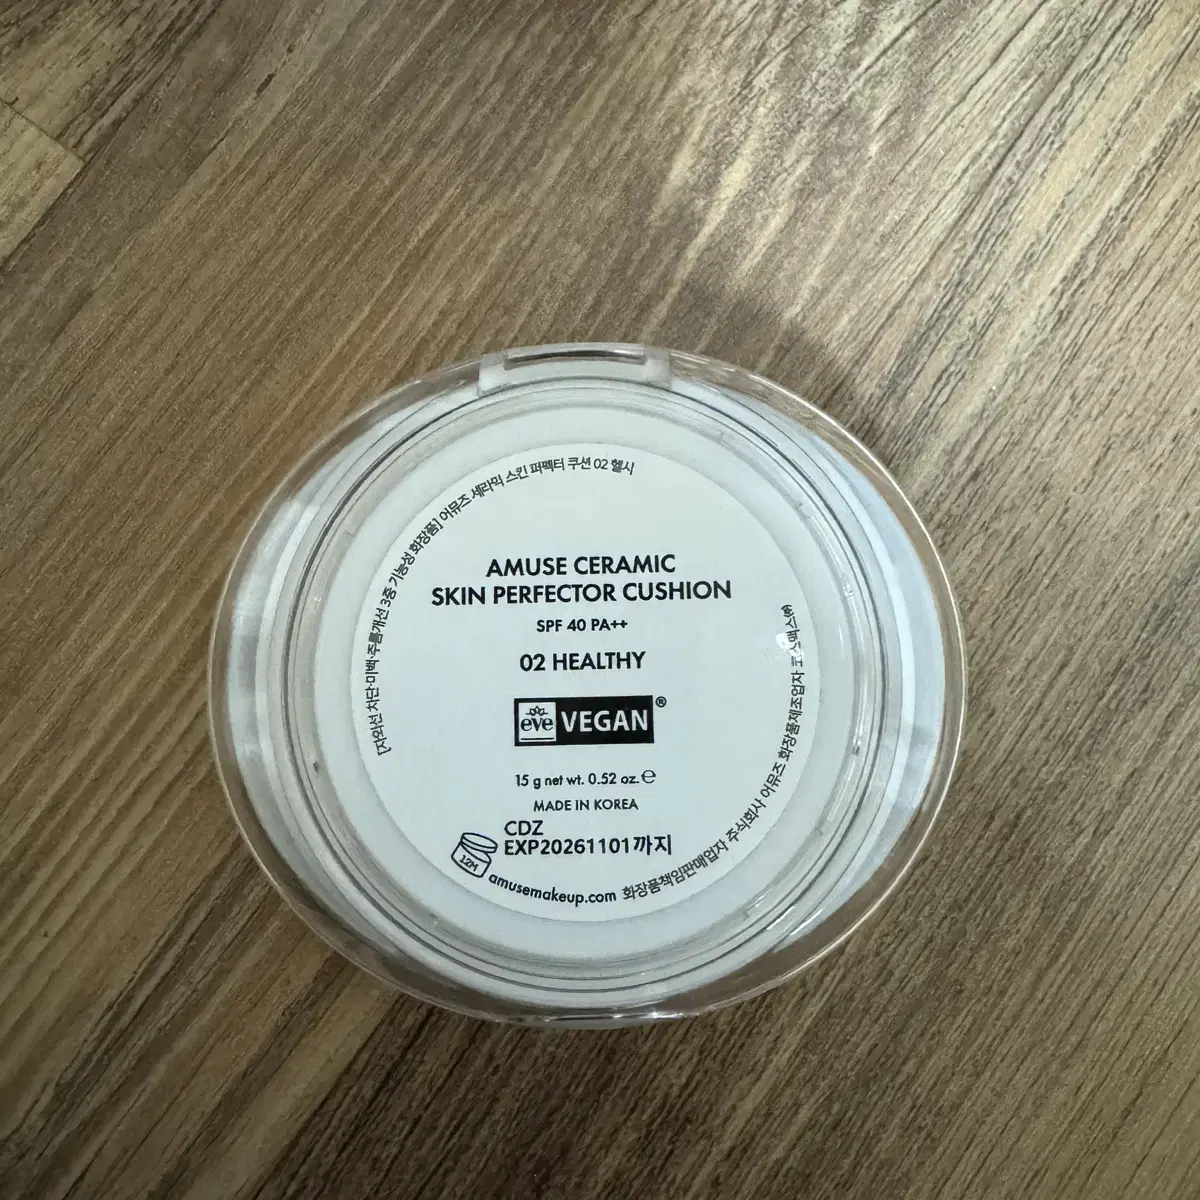 [자외선 차단·미백·주름개선 3중 기능성 화장품] 어뮤즈 세라믹 스킨 퍼펙터 쿠션 02 헬시
AMUSE CERAMIC
SKIN PERFECTOR CUSHION
SPF 40 PA++
02 HEALTHY
eve VEGAN®
15 g net wt. 0.52 oz. ℮
MADE IN KOREA
CDZ
EXP20261101까지
12M
amusemakeup.com 화장품책임판매업자 주식회사 어뮤즈 화장품제조업자 코스맥스㈜